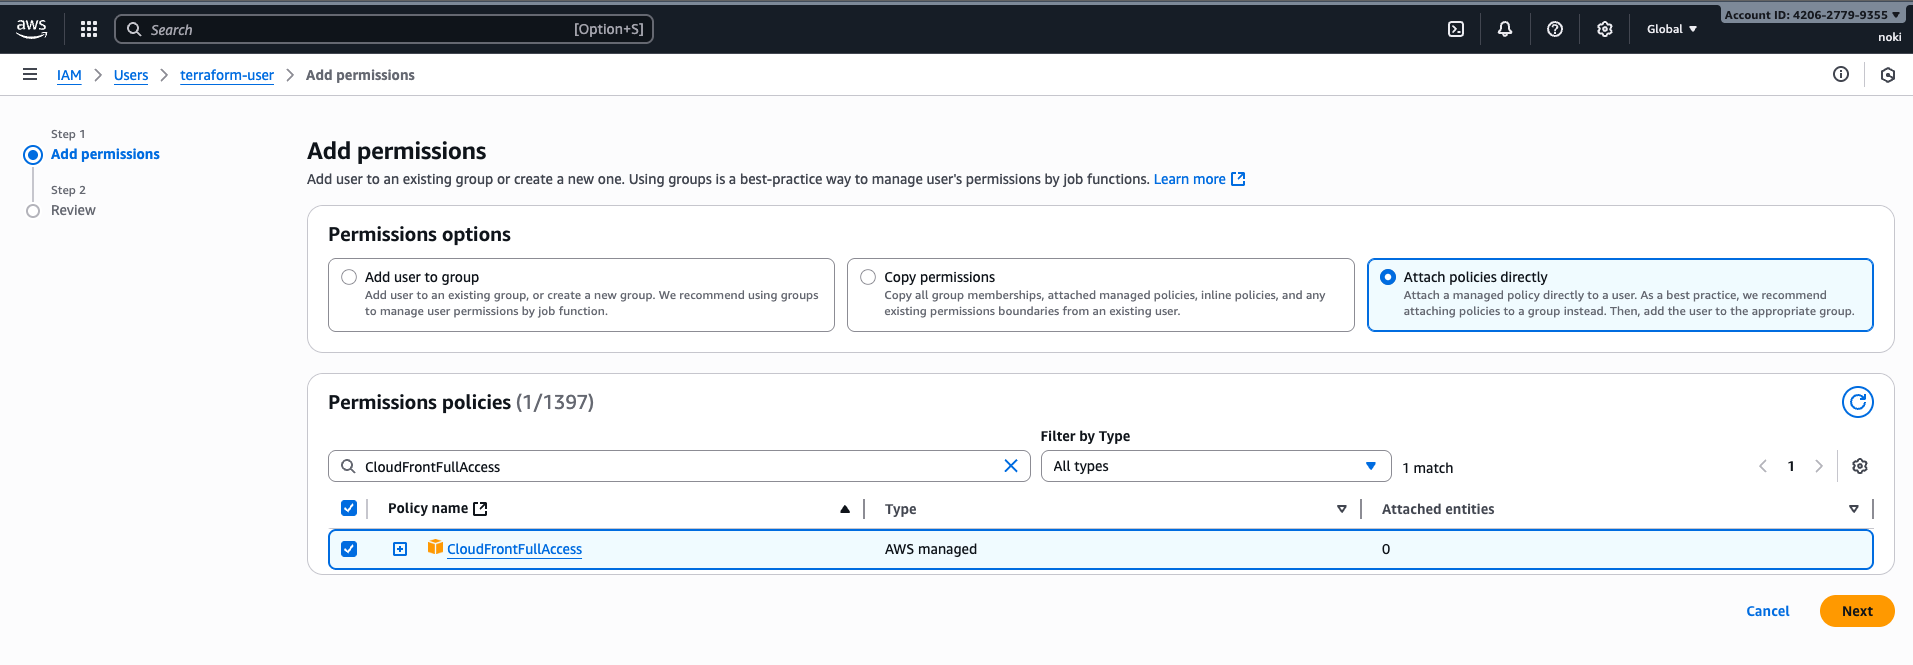 aws
Search
[Option+S]
Global
Account ID: 4206-2779-9355
noki
IAM
Users
terraform-user
Add permissions
Step 1
Add permissions
Step 2
Review
Add permissions
Add user to an existing group or create a new one. Using groups is a best-practice way to manage user's permissions by job functions. Learn more
Permissions options
Add user to group
Add user to an existing group, or create a new group. We recommend using groups
to manage user permissions by job function.
Copy permissions
Copy all group memberships, attached managed policies, inline policies, and any
existing permissions boundaries from an existing user.
Attach policies directly
Attach a managed policy directly to a user. As a best practice, we recommend
attaching policies to a group instead. Then, add the user to the appropriate group.
Permissions policies (1/1397)
Filter by Type
CloudFrontFullAccess
All types
1 match
1
Policy name
Type
Attached entities
CloudFrontFullAccess
AWS managed
0
Cancel
Next